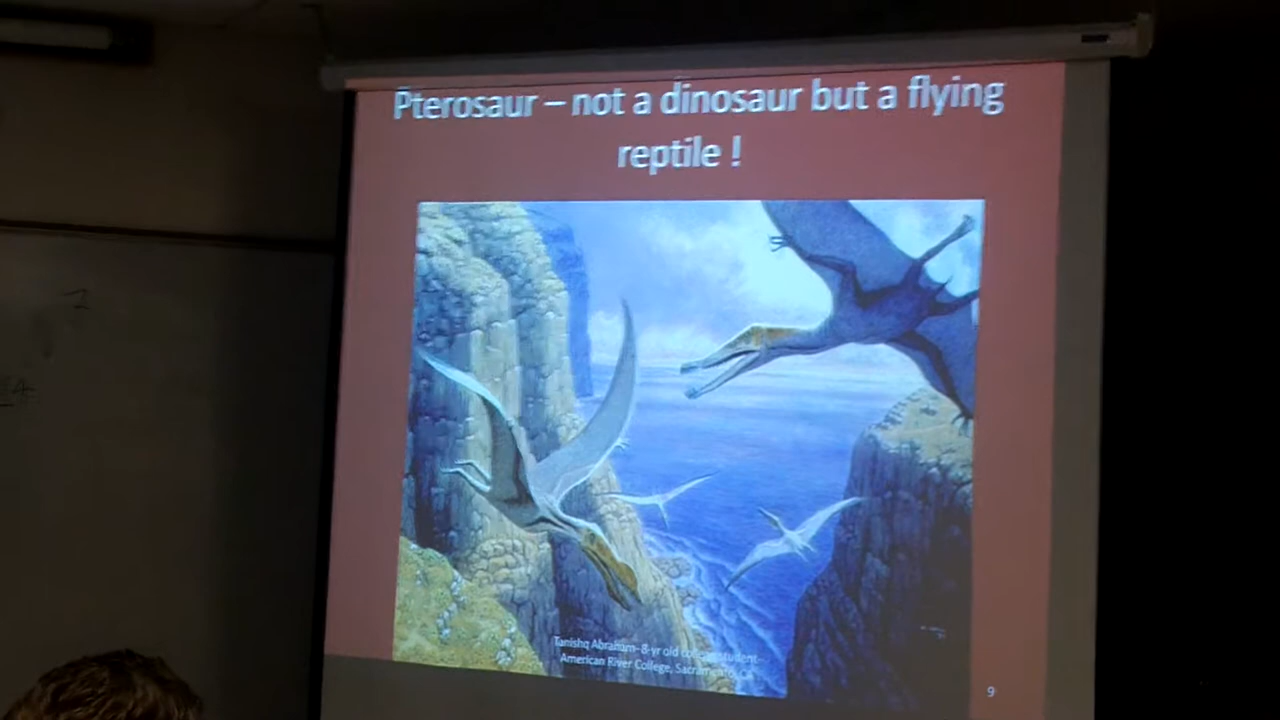 Pterosaur – not a dinosaur but a flying
reptile !
Tanishq Abraham- 8-yr old college student-
American River College, Sacramento, CA
9